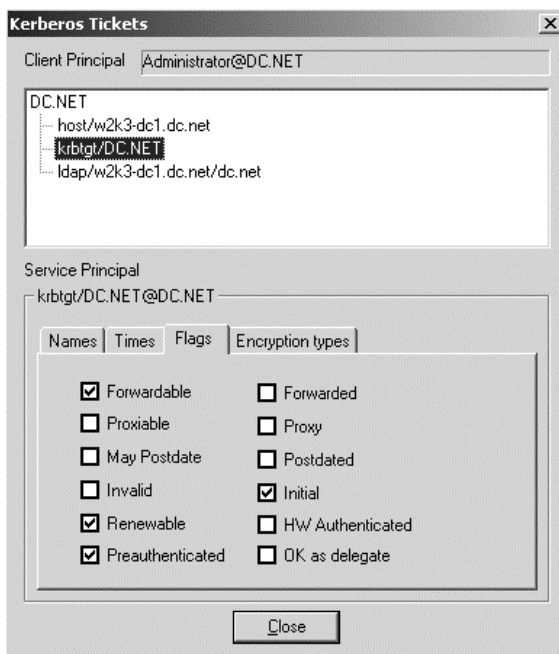 Kerberos Tickets
Client Principal Administrator@DC.NET
DC.NET
host/w2k3-dc1.dc.net
krbtgt/DC.NET
ldap/w2k3-dc1.dc.net/dc.net
Service Principal
krbtgt/DC.NET@DC.NET
Names Times Flags Encryption types
Forwardable Forwarded
Proxiable Proxy
May Postdate Postdated
Invalid Initial
Renewable HW Authenticated
Preauthenticated OK as delegate
Close